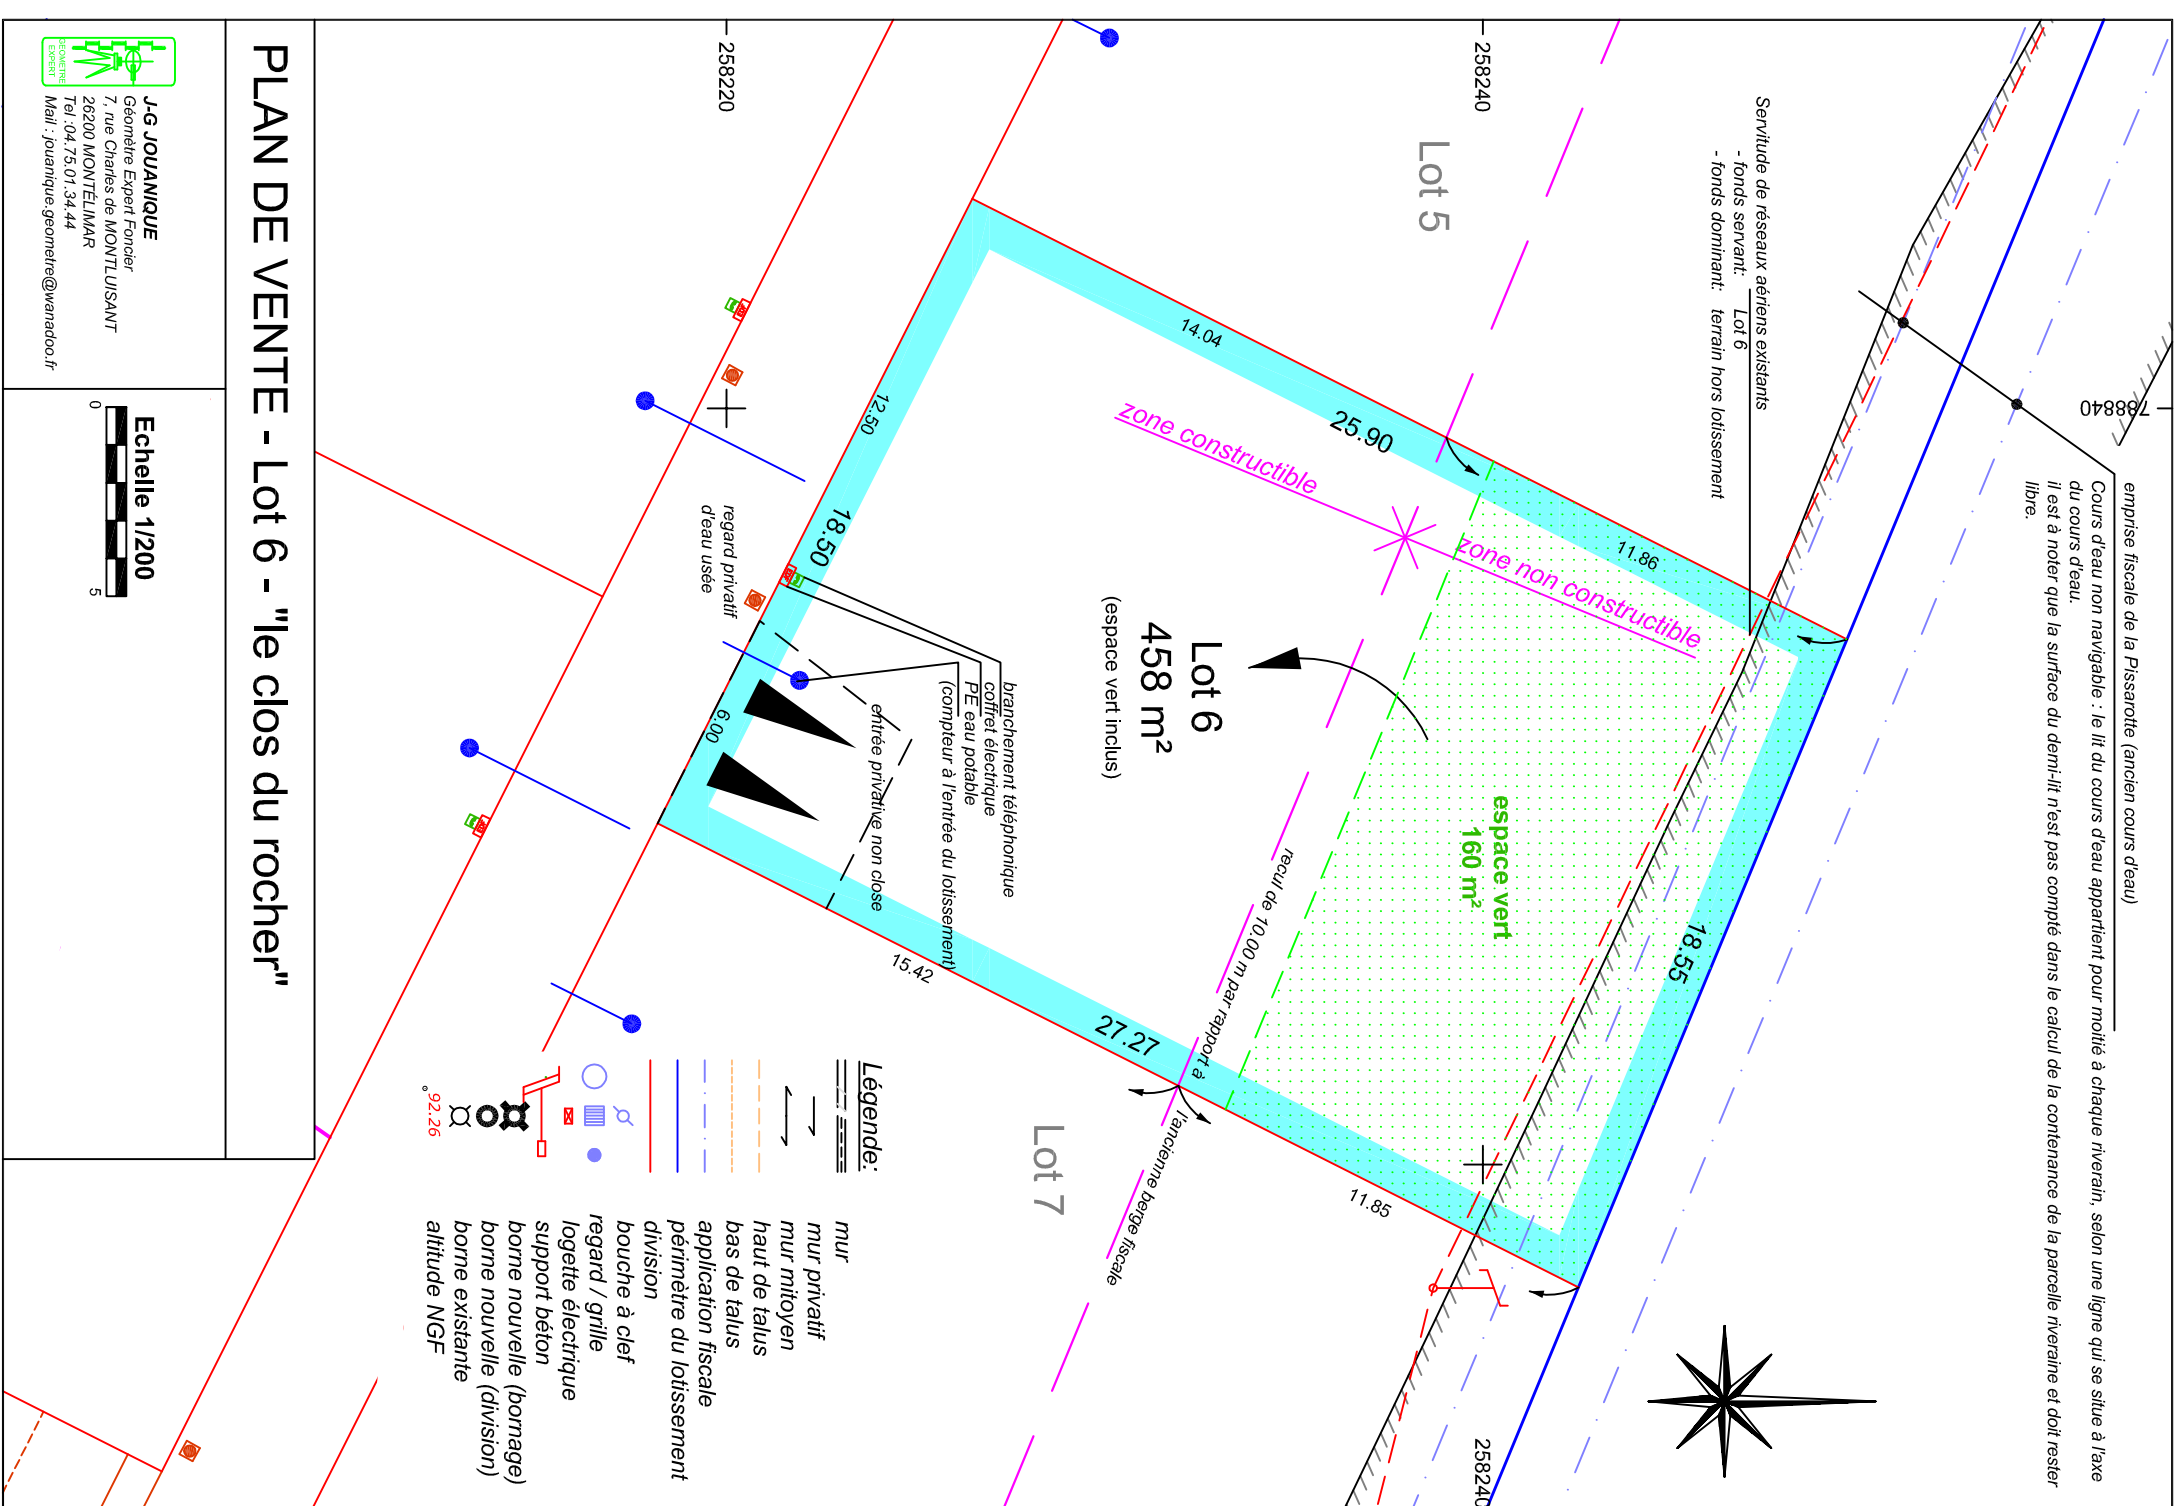 emprise fiscale de la Pissarotte (ancien cours d'eau)
Cours d'eau non navigable : le lit du cours d'eau appartient pour moitié à chaque riverain, selon une ligne qui se situe à l'axe
du cours d'eau.
il est à noter que la surface du demi-lit n'est pas compté dans le calcul de la contenance de la parcelle riveraine et doit rester
libre.
788840
Servitude de réseaux aériens existants
- fonds servant: Lot 6
- fonds dominant: terrain hors lotissement
258240
258240
Lot 5
11.86
18.55
25.90
14.04
zone constructible
zone non constructible
espace vert
160 m²
Lot 6
458 m²
(espace vert inclus)
recul de 10.00 m par rapport à
l'ancienne berge fiscale
11.85
27.27
15.42
Lot 7
12.50
18.50
6.00
branchement téléphonique
coffret électrique
PE eau potable
(compteur à l'entrée du lotissement)
entrée privative non close
regard privatif
d'eau usée
258220
Légende:
mur
mur privatif
mur mitoyen
haut de talus
bas de talus
application fiscale
périmètre du lotissement
division
bouche à clef
regard / grille
logette électrique
support béton
borne nouvelle (bornage)
borne nouvelle (division)
borne existante
92.26
altitude NGF
PLAN DE VENTE - Lot 6 - "le clos du rocher"
GEOMETRE
EXPERT
J-G JOUANIQUE
Géomètre Expert Foncier
7, rue Charles de MONTLUISANT
26200 MONTÉLIMAR
Tel :04.75.01.34.44
Mail : jouanique.geometre@wanadoo.fr
Echelle 1/200
0 5